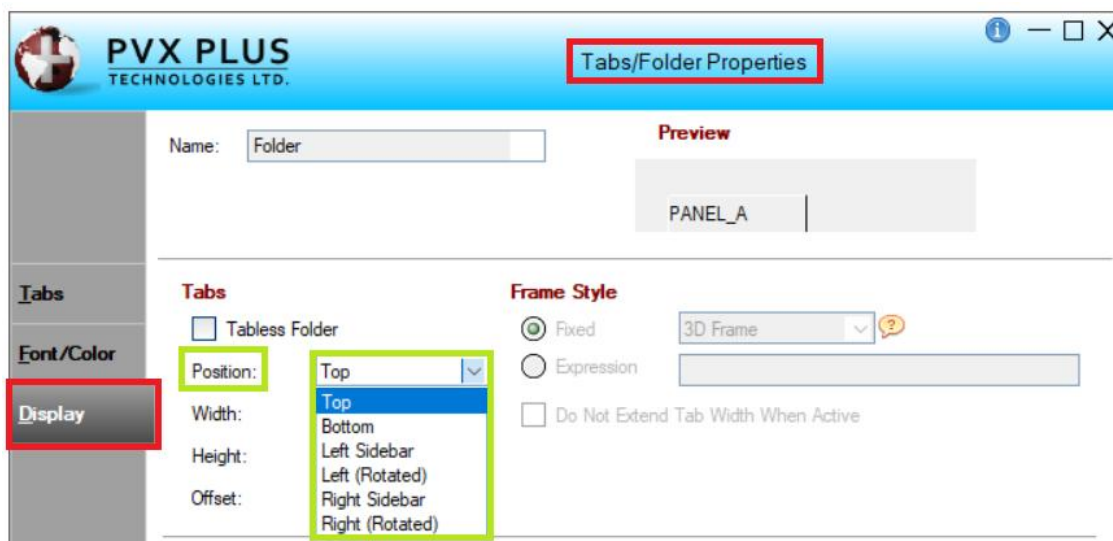 PVX PLUS
TECHNOLOGIES LTD.
Tabs/Folder Properties
Name: Folder
Preview
PANEL_A
Tabs
Font/Color
Display
Tabs
Tabless Folder
Position: Top
Top
Bottom
Left Sidebar
Left (Rotated)
Right Sidebar
Right (Rotated)
Width:
Height:
Offset:
Frame Style
Fixed 3D Frame ?
Expression
Do Not Extend Tab Width When Active